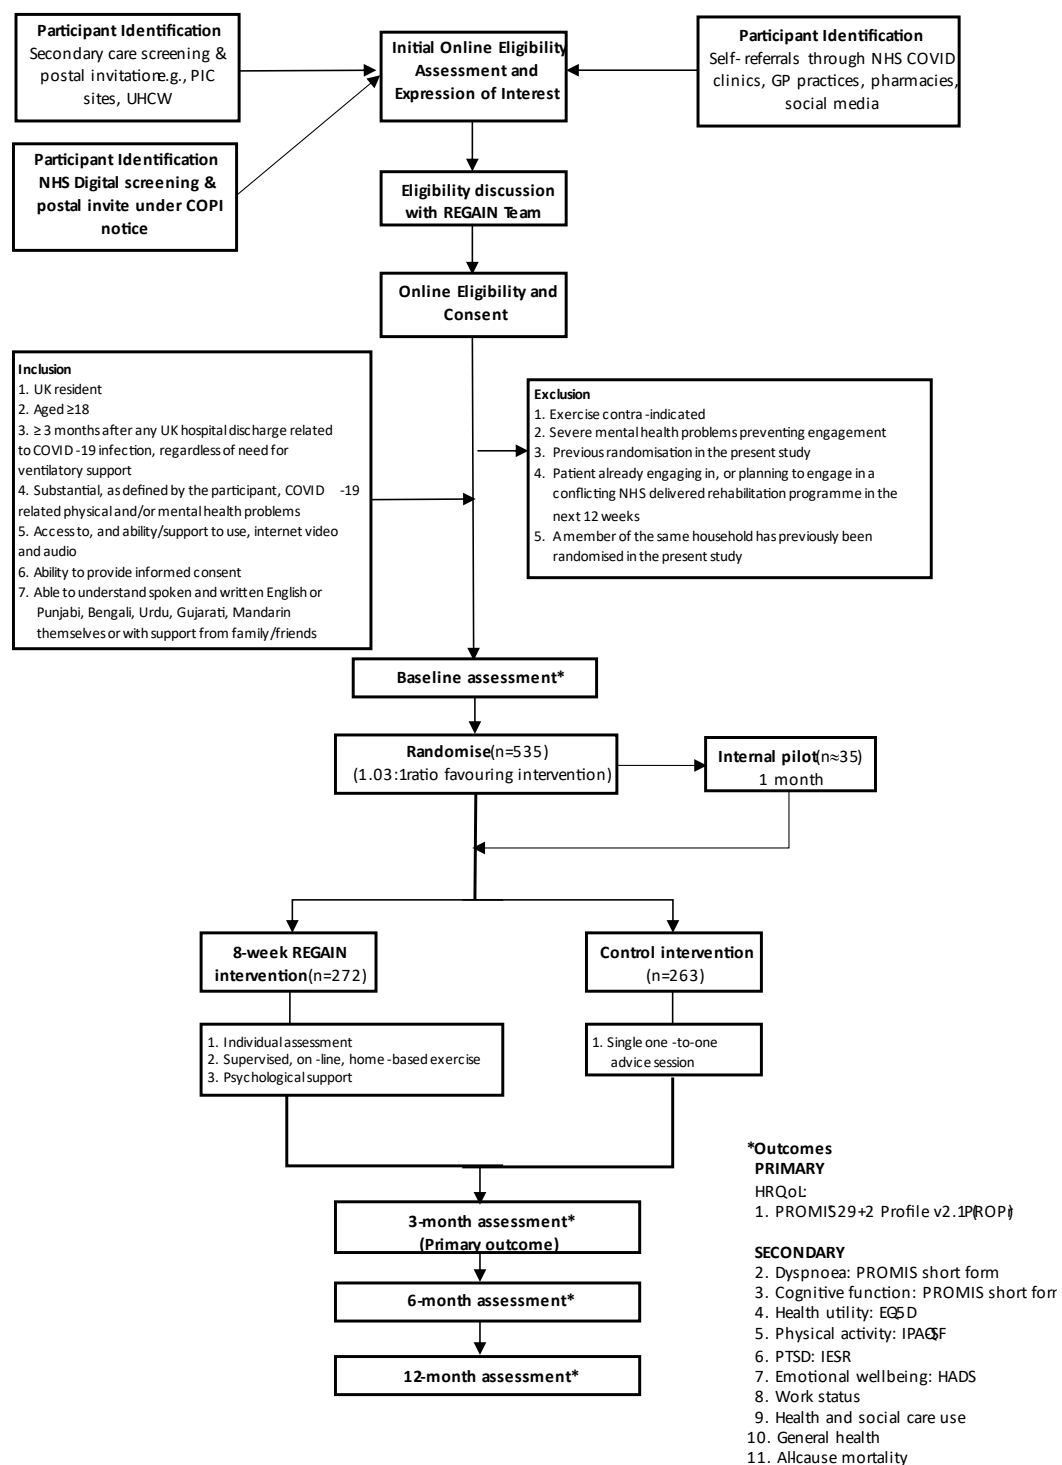 Participant Identification
Secondary care screening &
postal invitatione.g., PIC
sites, UHCW
Initial Online Eligibility
Assessment and
Expression of Interest
Participant Identification
Self- referrals through NHS COVID
clinics, GP practices, pharmacies,
social media
Participant Identification
NHS Digital screening &
postal invite under COPI
notice
Eligibility discussion
with REGAIN Team
Online Eligibility and
Consent
Inclusion
1. UK resident
2. Aged ≥18
3. ≥ 3 months after any UK hospital discharge related
to COVID -19 infection, regardless of need for
ventilatory support
4. Substantial, as defined by the participant, COVID -19
related physical and/or mental health problems
5. Access to, and ability/support to use, internet video
and audio
6. Ability to provide informed consent
7. Able to understand spoken and written English or
Punjabi, Bengali, Urdu, Gujarati, Mandarin
themselves or with support from family/friends
Exclusion
1. Exercise contra -indicated
2. Severe mental health problems preventing engagement
3. Previous randomisation in the present study
4. Patient already engaging in, or planning to engage in a
conflicting NHS delivered rehabilitation programme in the
next 12 weeks
5. A member of the same household has previously been
randomised in the present study
Baseline assessment*
Randomise(n=535)
(1.03:1ratio favouring intervention)
Internal pilot(n≈35)
1 month
8-week REGAIN
intervention(n=272)
Control intervention
(n=263)
1. Individual assessment
2. Supervised, on -line, home -based exercise
3. Psychological support
1. Single one -to-one
advice session
3-month assessment*
(Primary outcome)
6-month assessment*
12-month assessment*
*Outcomes
PRIMARY
HRQoL:
1. PROMIS29+2 Profile v2.1(PROPr)
SECONDARY
2. Dyspnoea: PROMIS short form
3. Cognitive function: PROMIS short form
4. Health utility: EQ5D
5. Physical activity: IPAQSF
6. PTSD: IESR
7. Emotional wellbeing: HADS
8. Work status
9. Health and social care use
10. General health
11. Allcause mortality